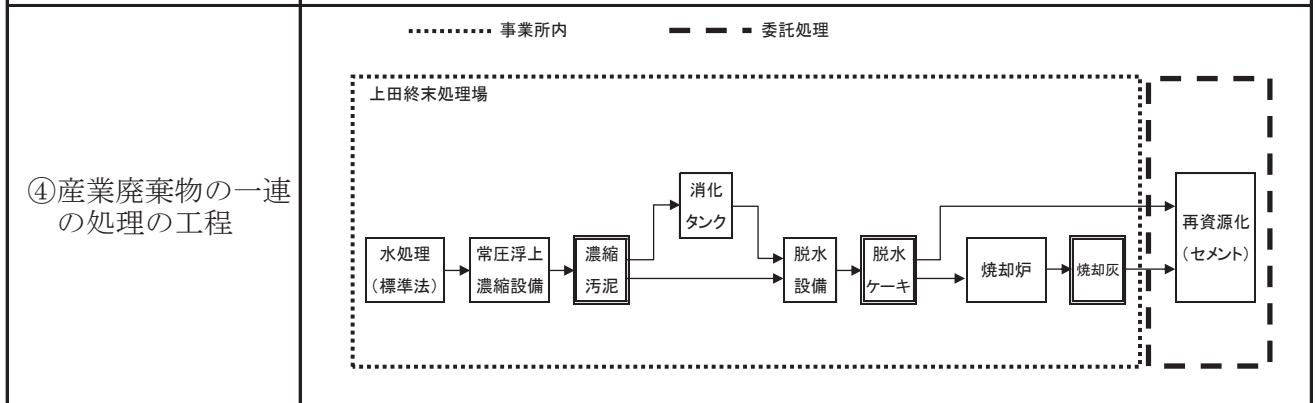 事業所内
委託処理
④産業廃棄物の一連
の処理の工程
上田終末処理場
水処理
(標準法)
常圧浮上
濃縮設備
濃縮
汚泥
消化
タンク
脱水
設備
脱水
ケーキ
焼却炉
焼却灰
再資源化
(セメント)